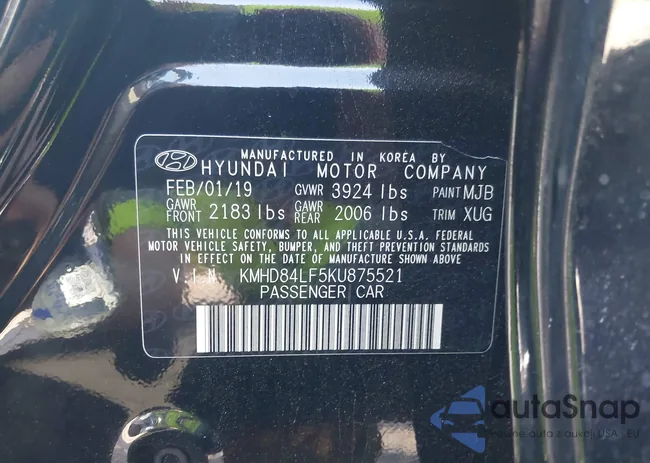 MANUFACTURED IN KOREA BY
HYUNDAI MOTOR COMPANY
FEB/01/19 GVWR 3924 lbs PAINT MJB
GAWR FRONT 2183 lbs GAWR REAR 2006 lbs TRIM XUG
THIS VEHICLE CONFORMS TO ALL APPLICABLE U.S.A. FEDERAL
MOTOR VEHICLE SAFETY, BUMPER, AND THEFT PREVENTION STANDARDS
IN EFFECT ON THE DATE OF MANUFACTURE SHOWN ABOVE.
V.I.N. KMHD84LF5KU875521
PASSENGER CAR
autaSnap